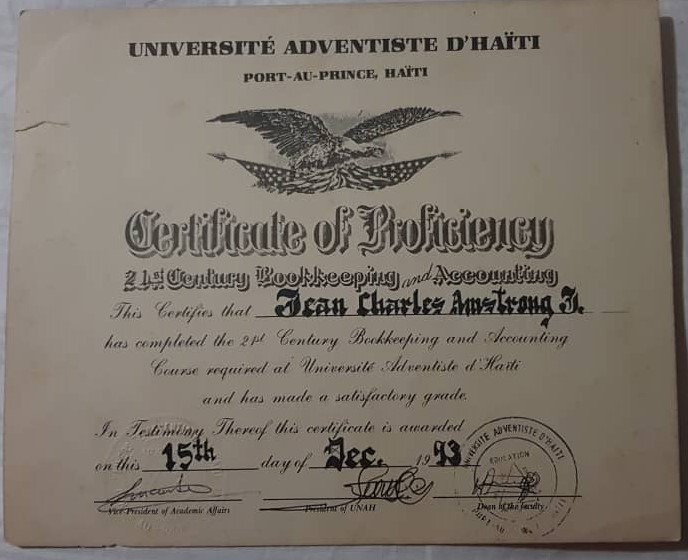 UNIVERSITÉ ADVENTISTE D'HAÏTI
PORT-AU-PRINCE, HAÏTI
Certificate of Proficiency
21st Century Bookkeeping and Accounting
This Certifies that Jean Charles Amstrong J.
has completed the 21st Century Bookkeeping and Accounting
Course required at Université Adventiste d'Haïti
and has made a satisfactory grade.
In Testimony Thereof this certificate is awarded
on this 15th day of Dec. 1993
Vice-President of Academic Affairs
President of UNAH
Dean of the faculty
UNIVERSITÉ ADVENTISTE D'HAITI
EDUCATION